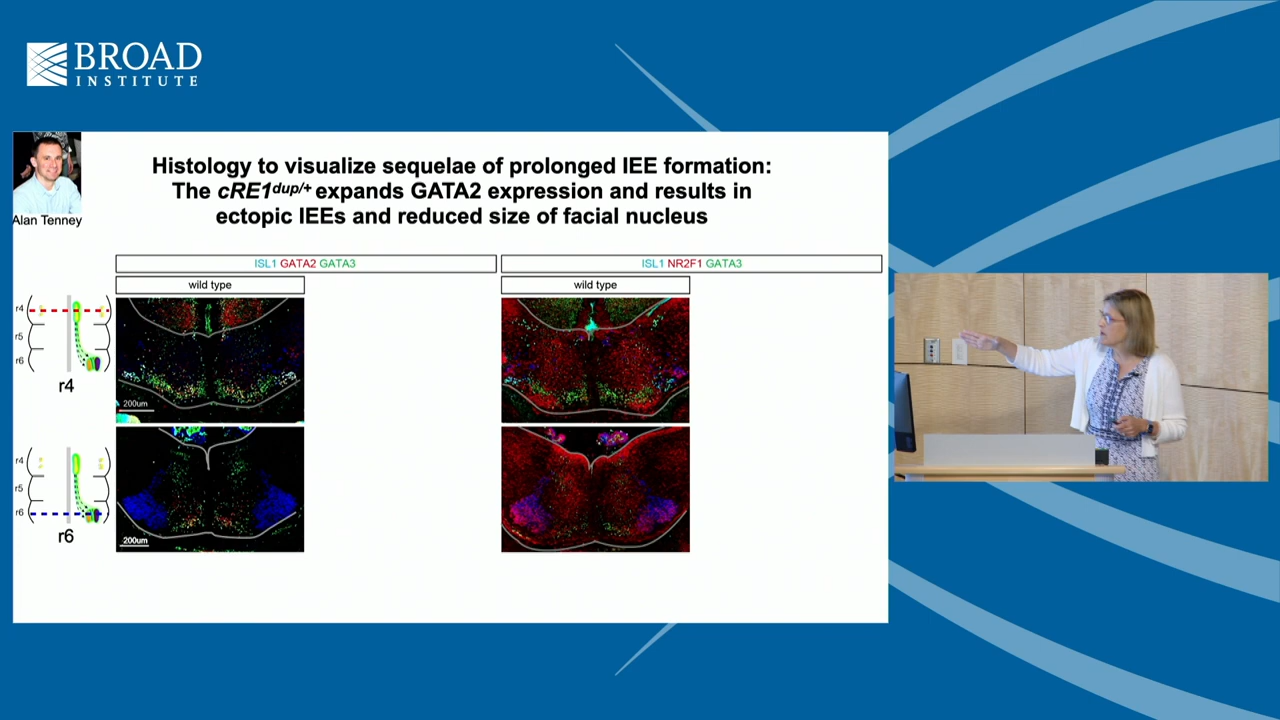 BROAD
INSTITUTE
Alan Tenney
Histology to visualize sequelae of prolonged IEE formation:
The cRE1dup/+ expands GATA2 expression and results in
ectopic IEEs and reduced size of facial nucleus
ISL1 GATA2 GATA3
ISL1 NR2F1 GATA3
wild type
wild type
r4
r5
r6
r4
200um
r4
r5
r6
r6
200um